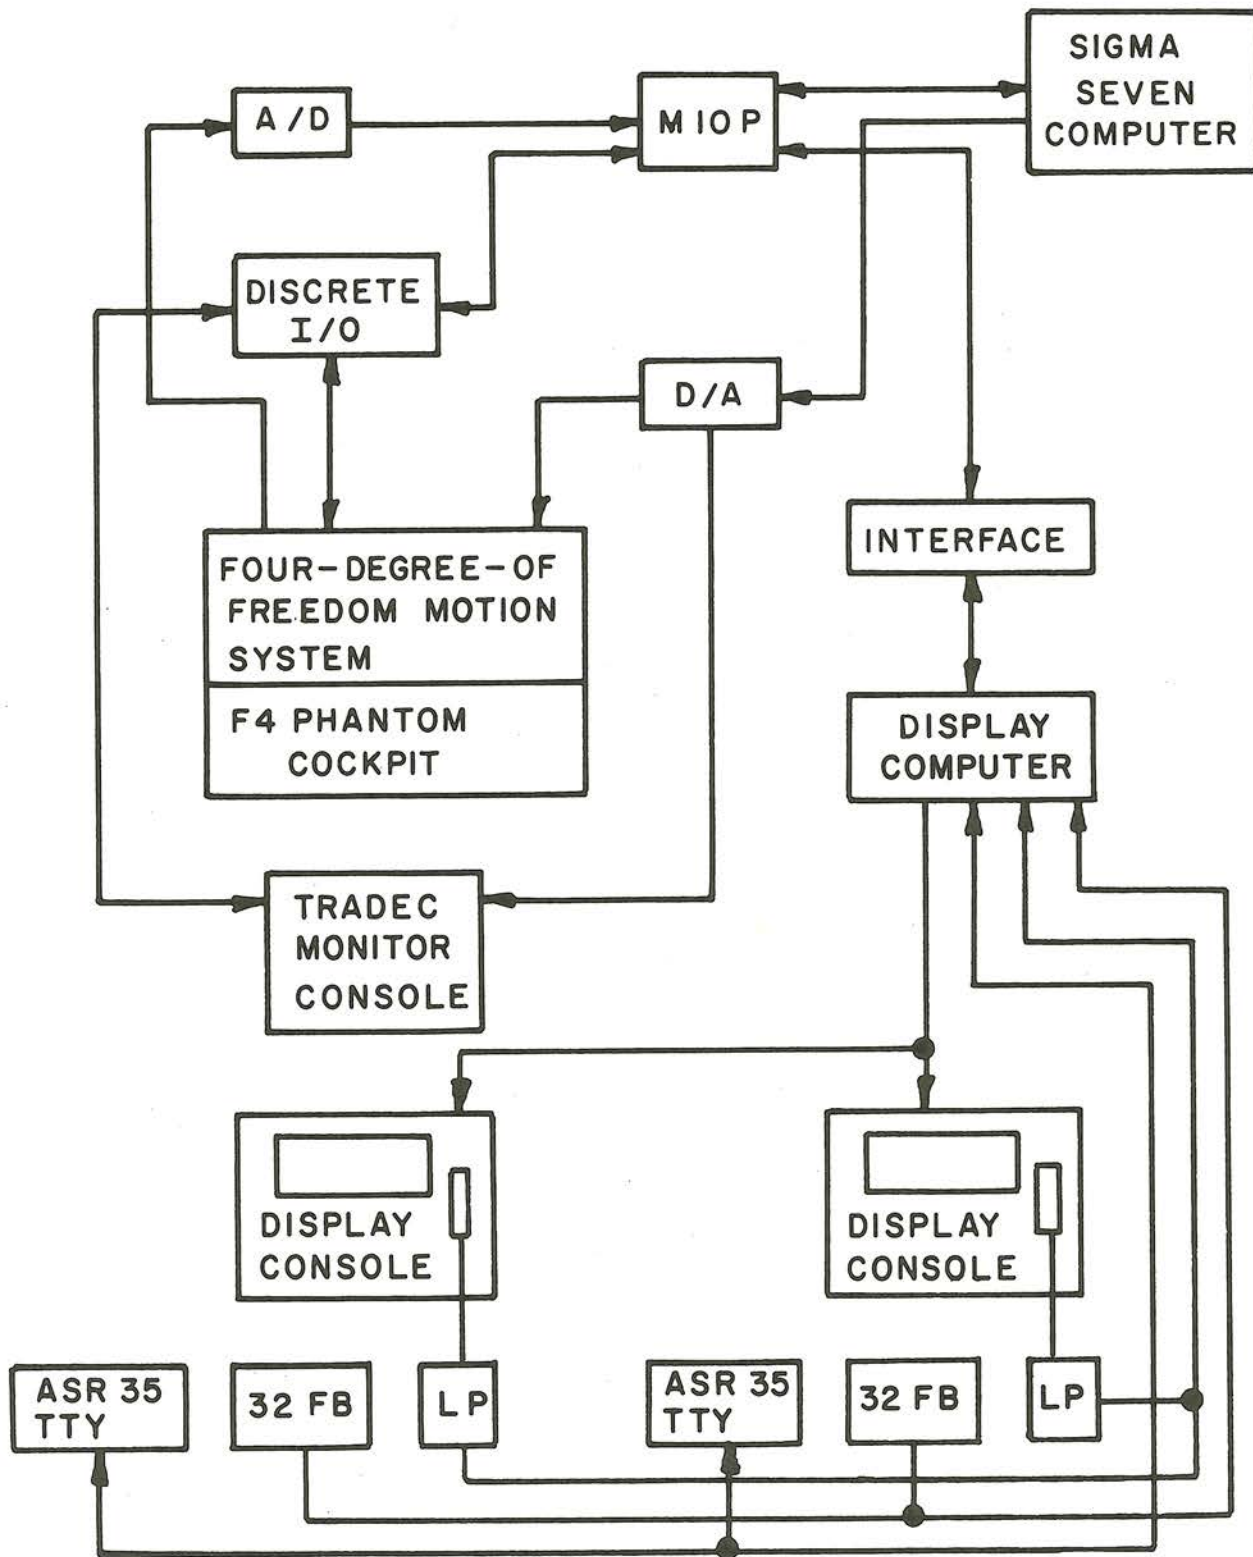 SIGMA
SEVEN
COMPUTER
A/D
MIOP
DISCRETE
I/O
D/A
INTERFACE
FOUR-DEGREE-OF
FREEDOM MOTION
SYSTEM
F4 PHANTOM
COCKPIT
DISPLAY
COMPUTER
TRADEC
MONITOR
CONSOLE
DISPLAY
CONSOLE
DISPLAY
CONSOLE
ASR 35
TTY
32 FB
LP
ASR 35
TTY
32 FB
LP